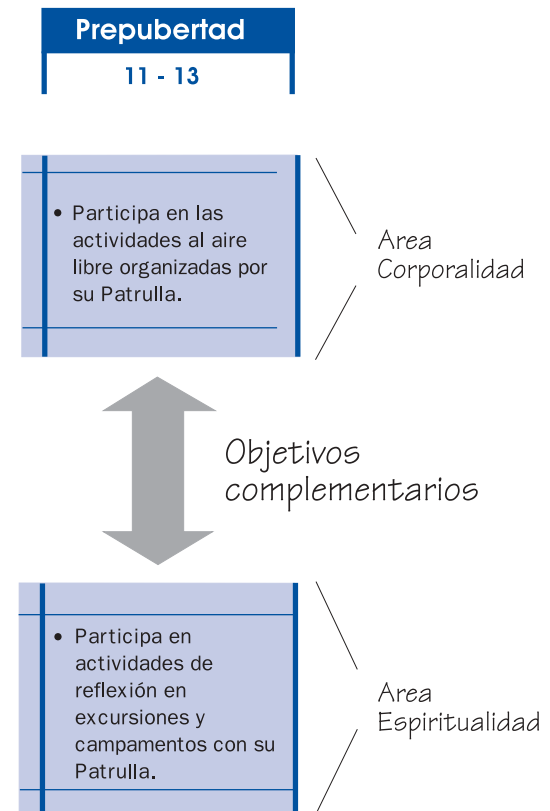 Prepubertad
11 - 13
• Participa en las
actividades al aire
libre organizadas por
su Patrulla.
Area
Corporalidad
Objetivos
complementarios
• Participa en
actividades de
reflexión en
excursiones y
campamentos con su
Patrulla.
Area
Espiritualidad